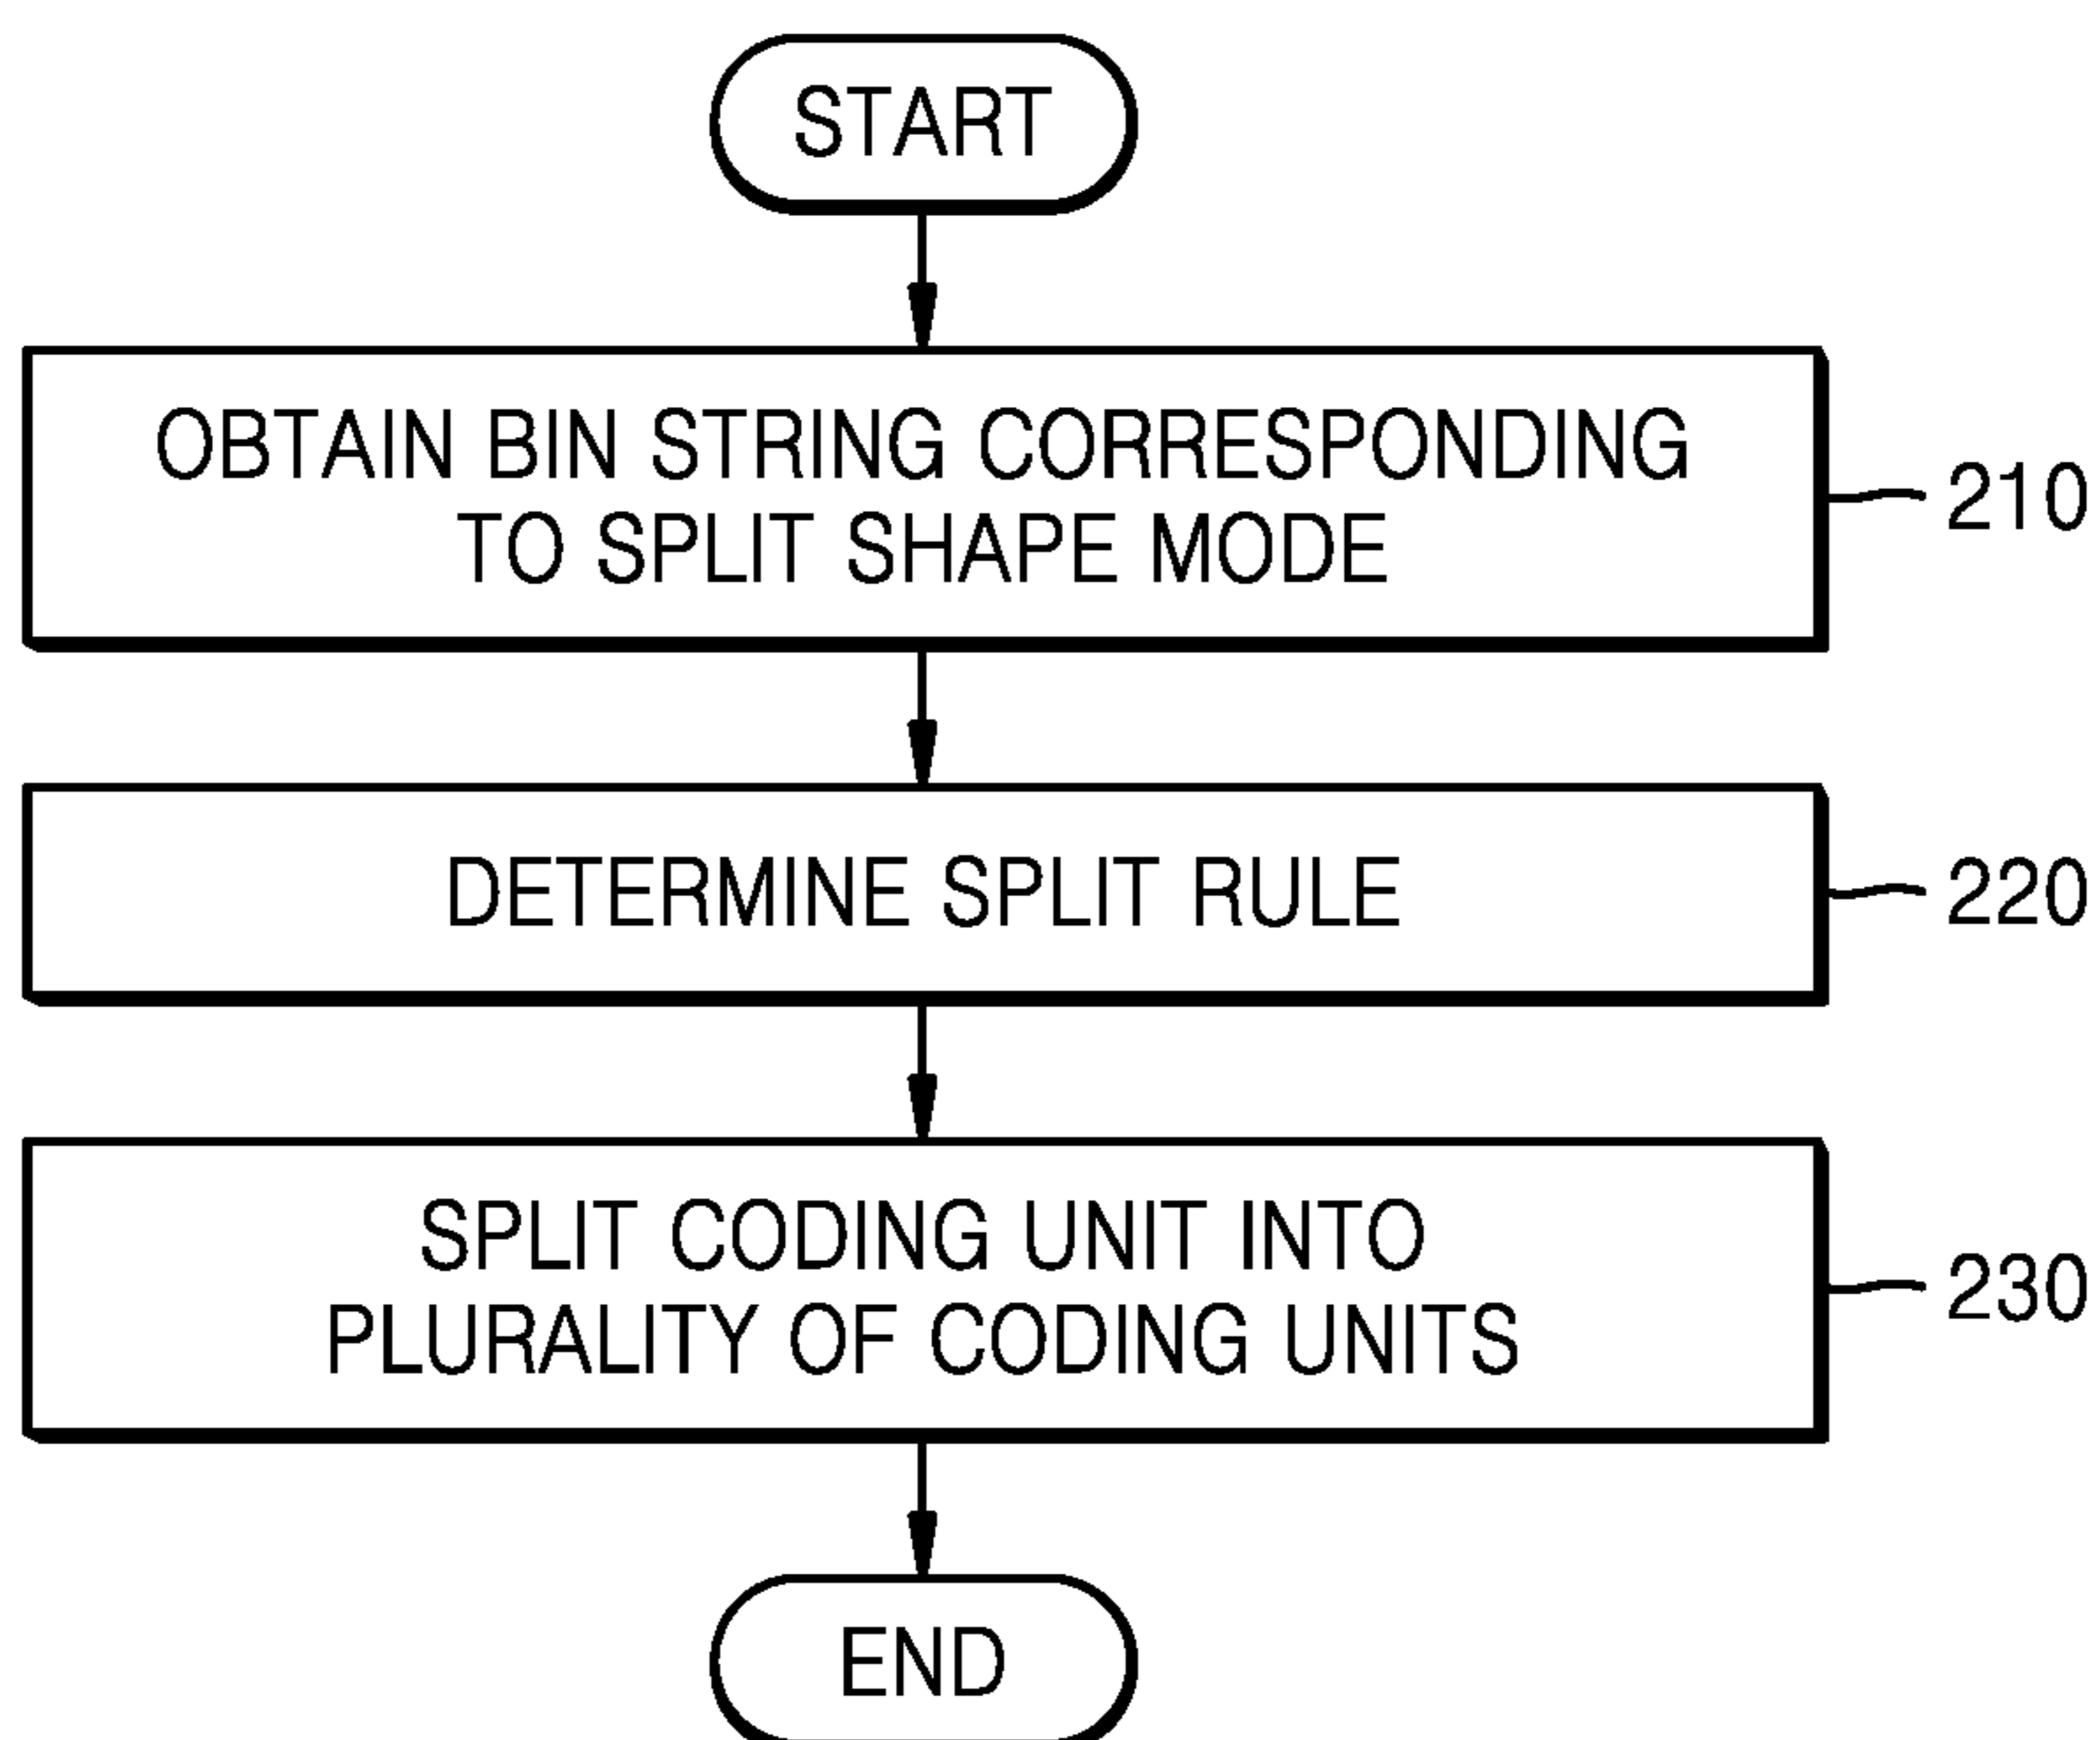 START
OBTAIN BIN STRING CORRESPONDING
TO SPLIT SHAPE MODE
210
DETERMINE SPLIT RULE
220
SPLIT CODING UNIT INTO
PLURALITY OF CODING UNITS
230
END